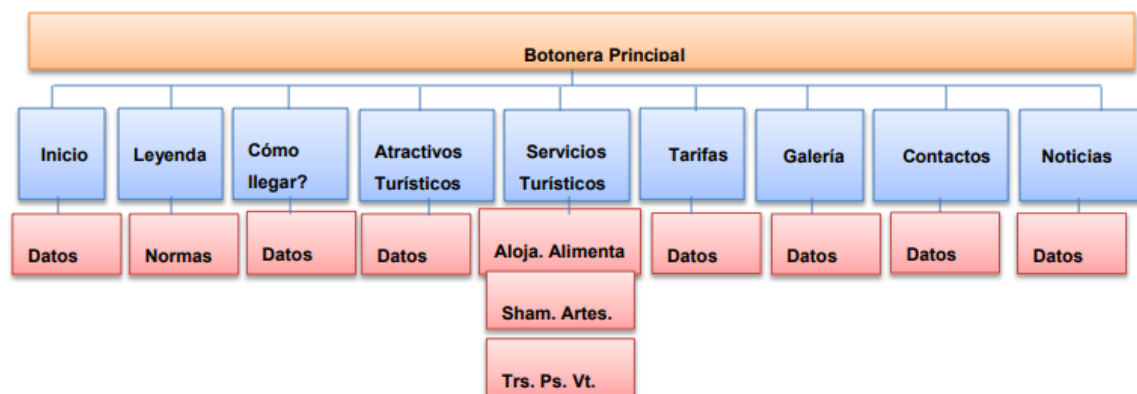 Botonera Principal
Inicio
Leyenda
Cómo
llegar?
Atractivos
Turísticos
Servicios
Turísticos
Tarifas
Galería
Contactos
Noticias
Datos
Normas
Datos
Datos
Aloja. Alimenta
Datos
Datos
Datos
Datos
Sham. Artes.
Trs. Ps. Vt.